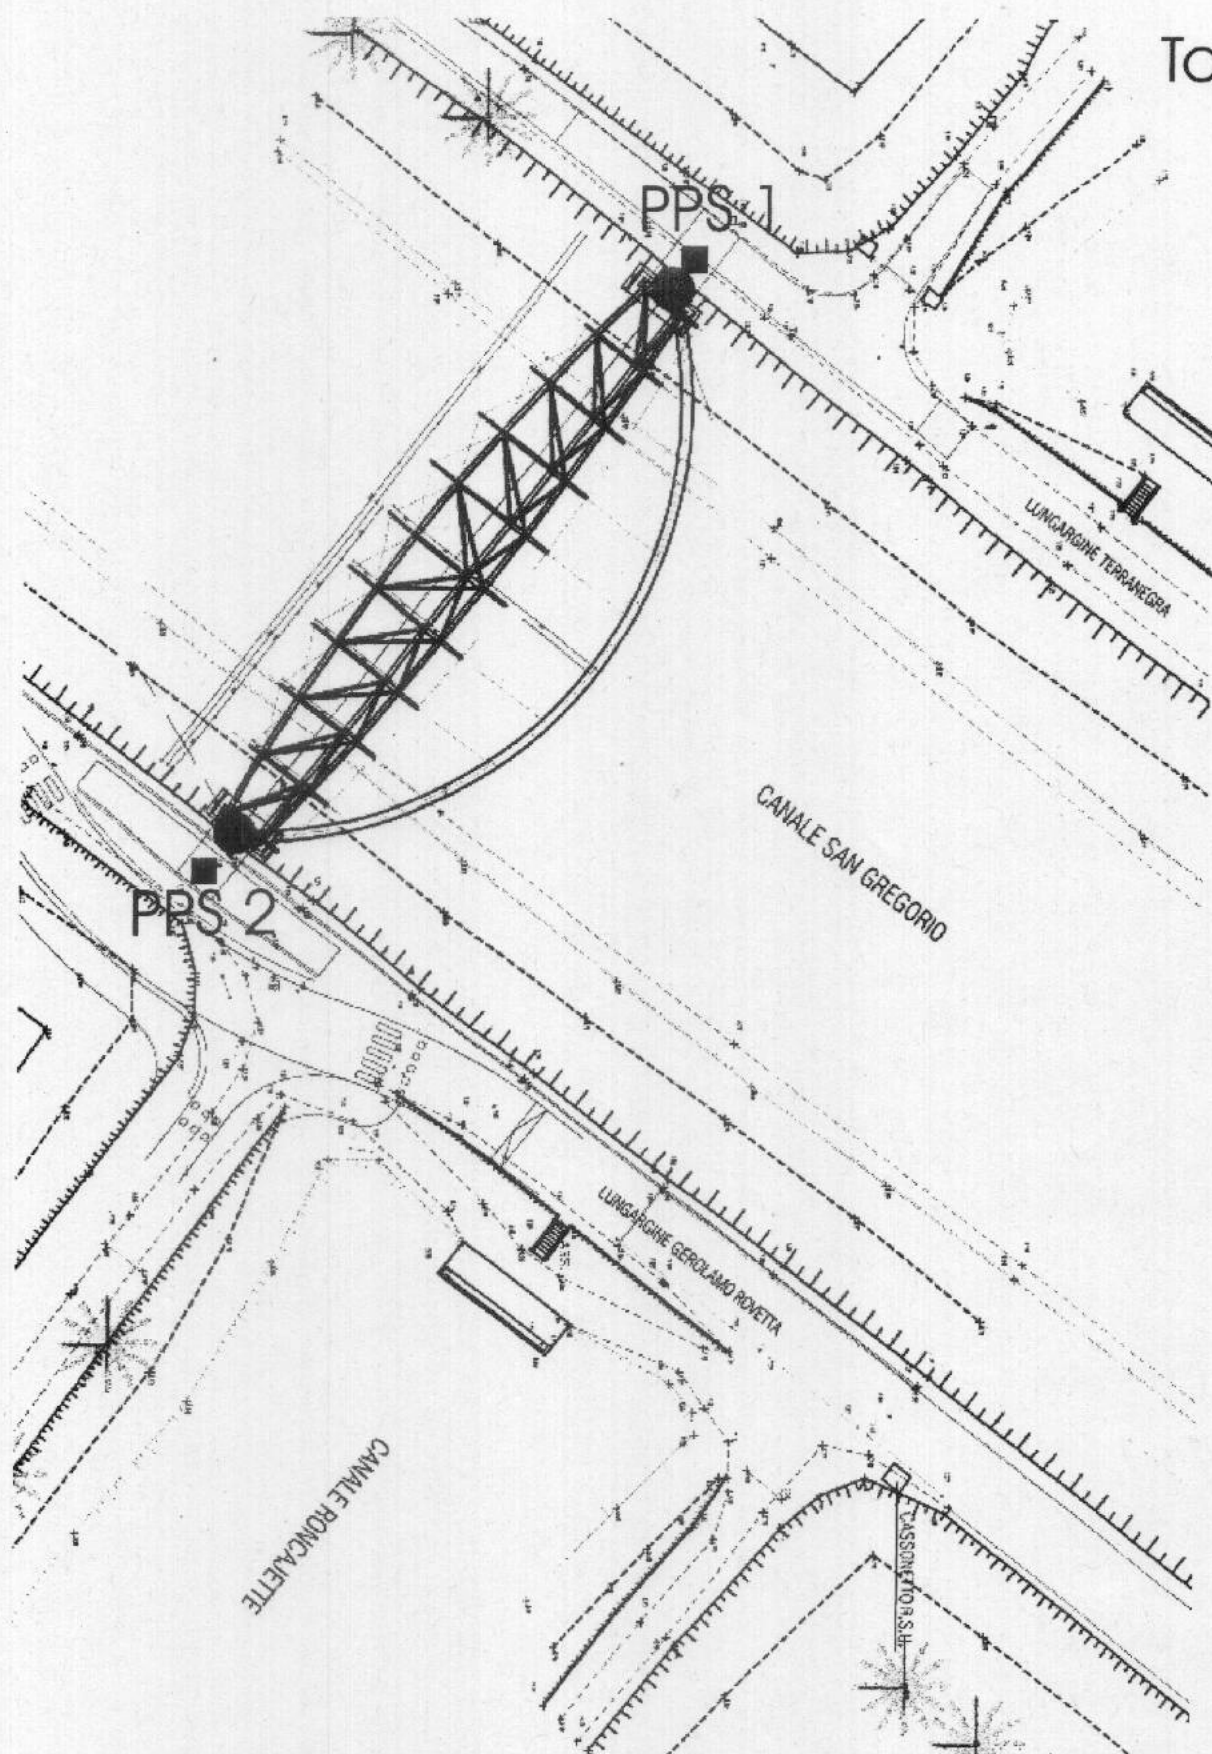 To
PPS 1
LUNGARGINE TERRANEGRA
CANALE SAN GREGORIO
PPS 2
LUNGARGINE GEROLAMO ROVETTA
CANALE RONCAJETTE
CASSONETTO R.S.U.